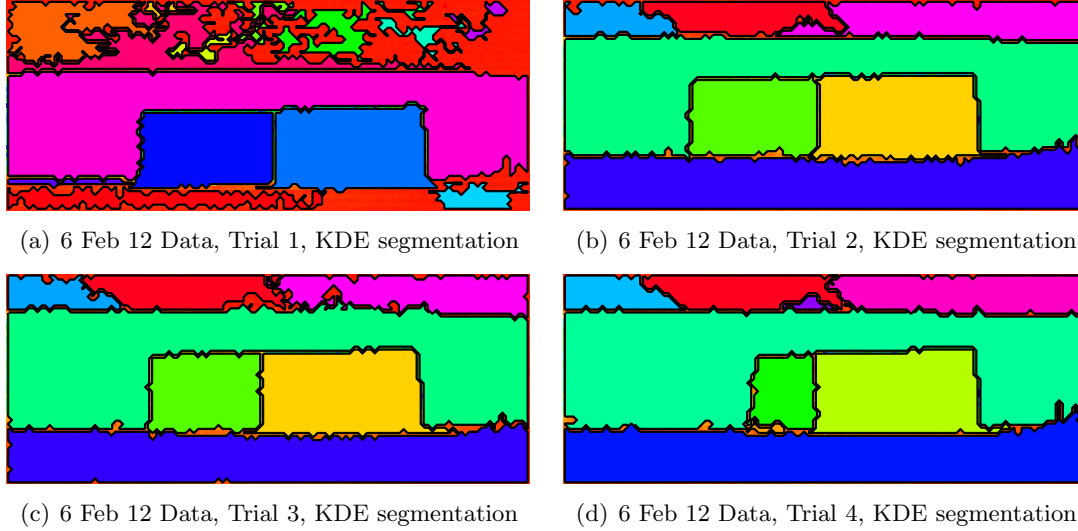 (a) 6 Feb 12 Data, Trial 1, KDE segmentation
(b) 6 Feb 12 Data, Trial 2, KDE segmentation
(c) 6 Feb 12 Data, Trial 3, KDE segmentation
(d) 6 Feb 12 Data, Trial 4, KDE segmentation